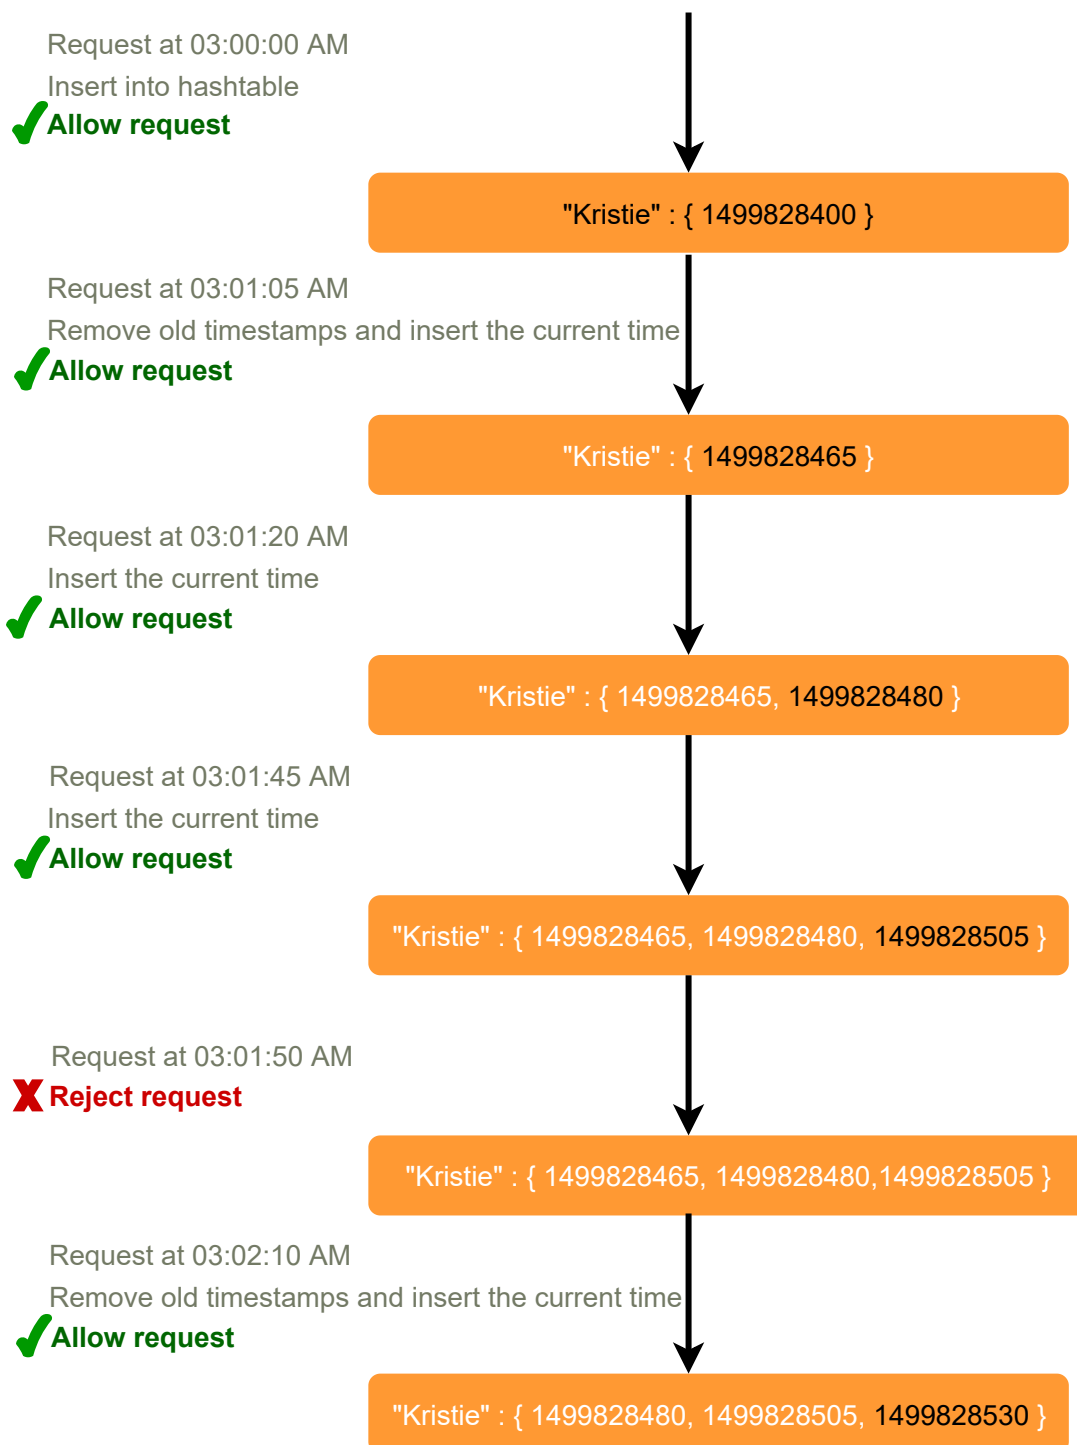 Request at 03:00:00 AM
Insert into hashtable
Allow request
"Kristie" : { 1499828400 }
Request at 03:01:05 AM
Remove old timestamps and insert the current time
Allow request
"Kristie" : { 1499828465 }
Request at 03:01:20 AM
Insert the current time
Allow request
"Kristie" : { 1499828465, 1499828480 }
Request at 03:01:45 AM
Insert the current time
Allow request
"Kristie" : { 1499828465, 1499828480, 1499828505 }
Request at 03:01:50 AM
Reject request
"Kristie" : { 1499828465, 1499828480,1499828505 }
Request at 03:02:10 AM
Remove old timestamps and insert the current time
Allow request
"Kristie" : { 1499828480, 1499828505, 1499828530 }